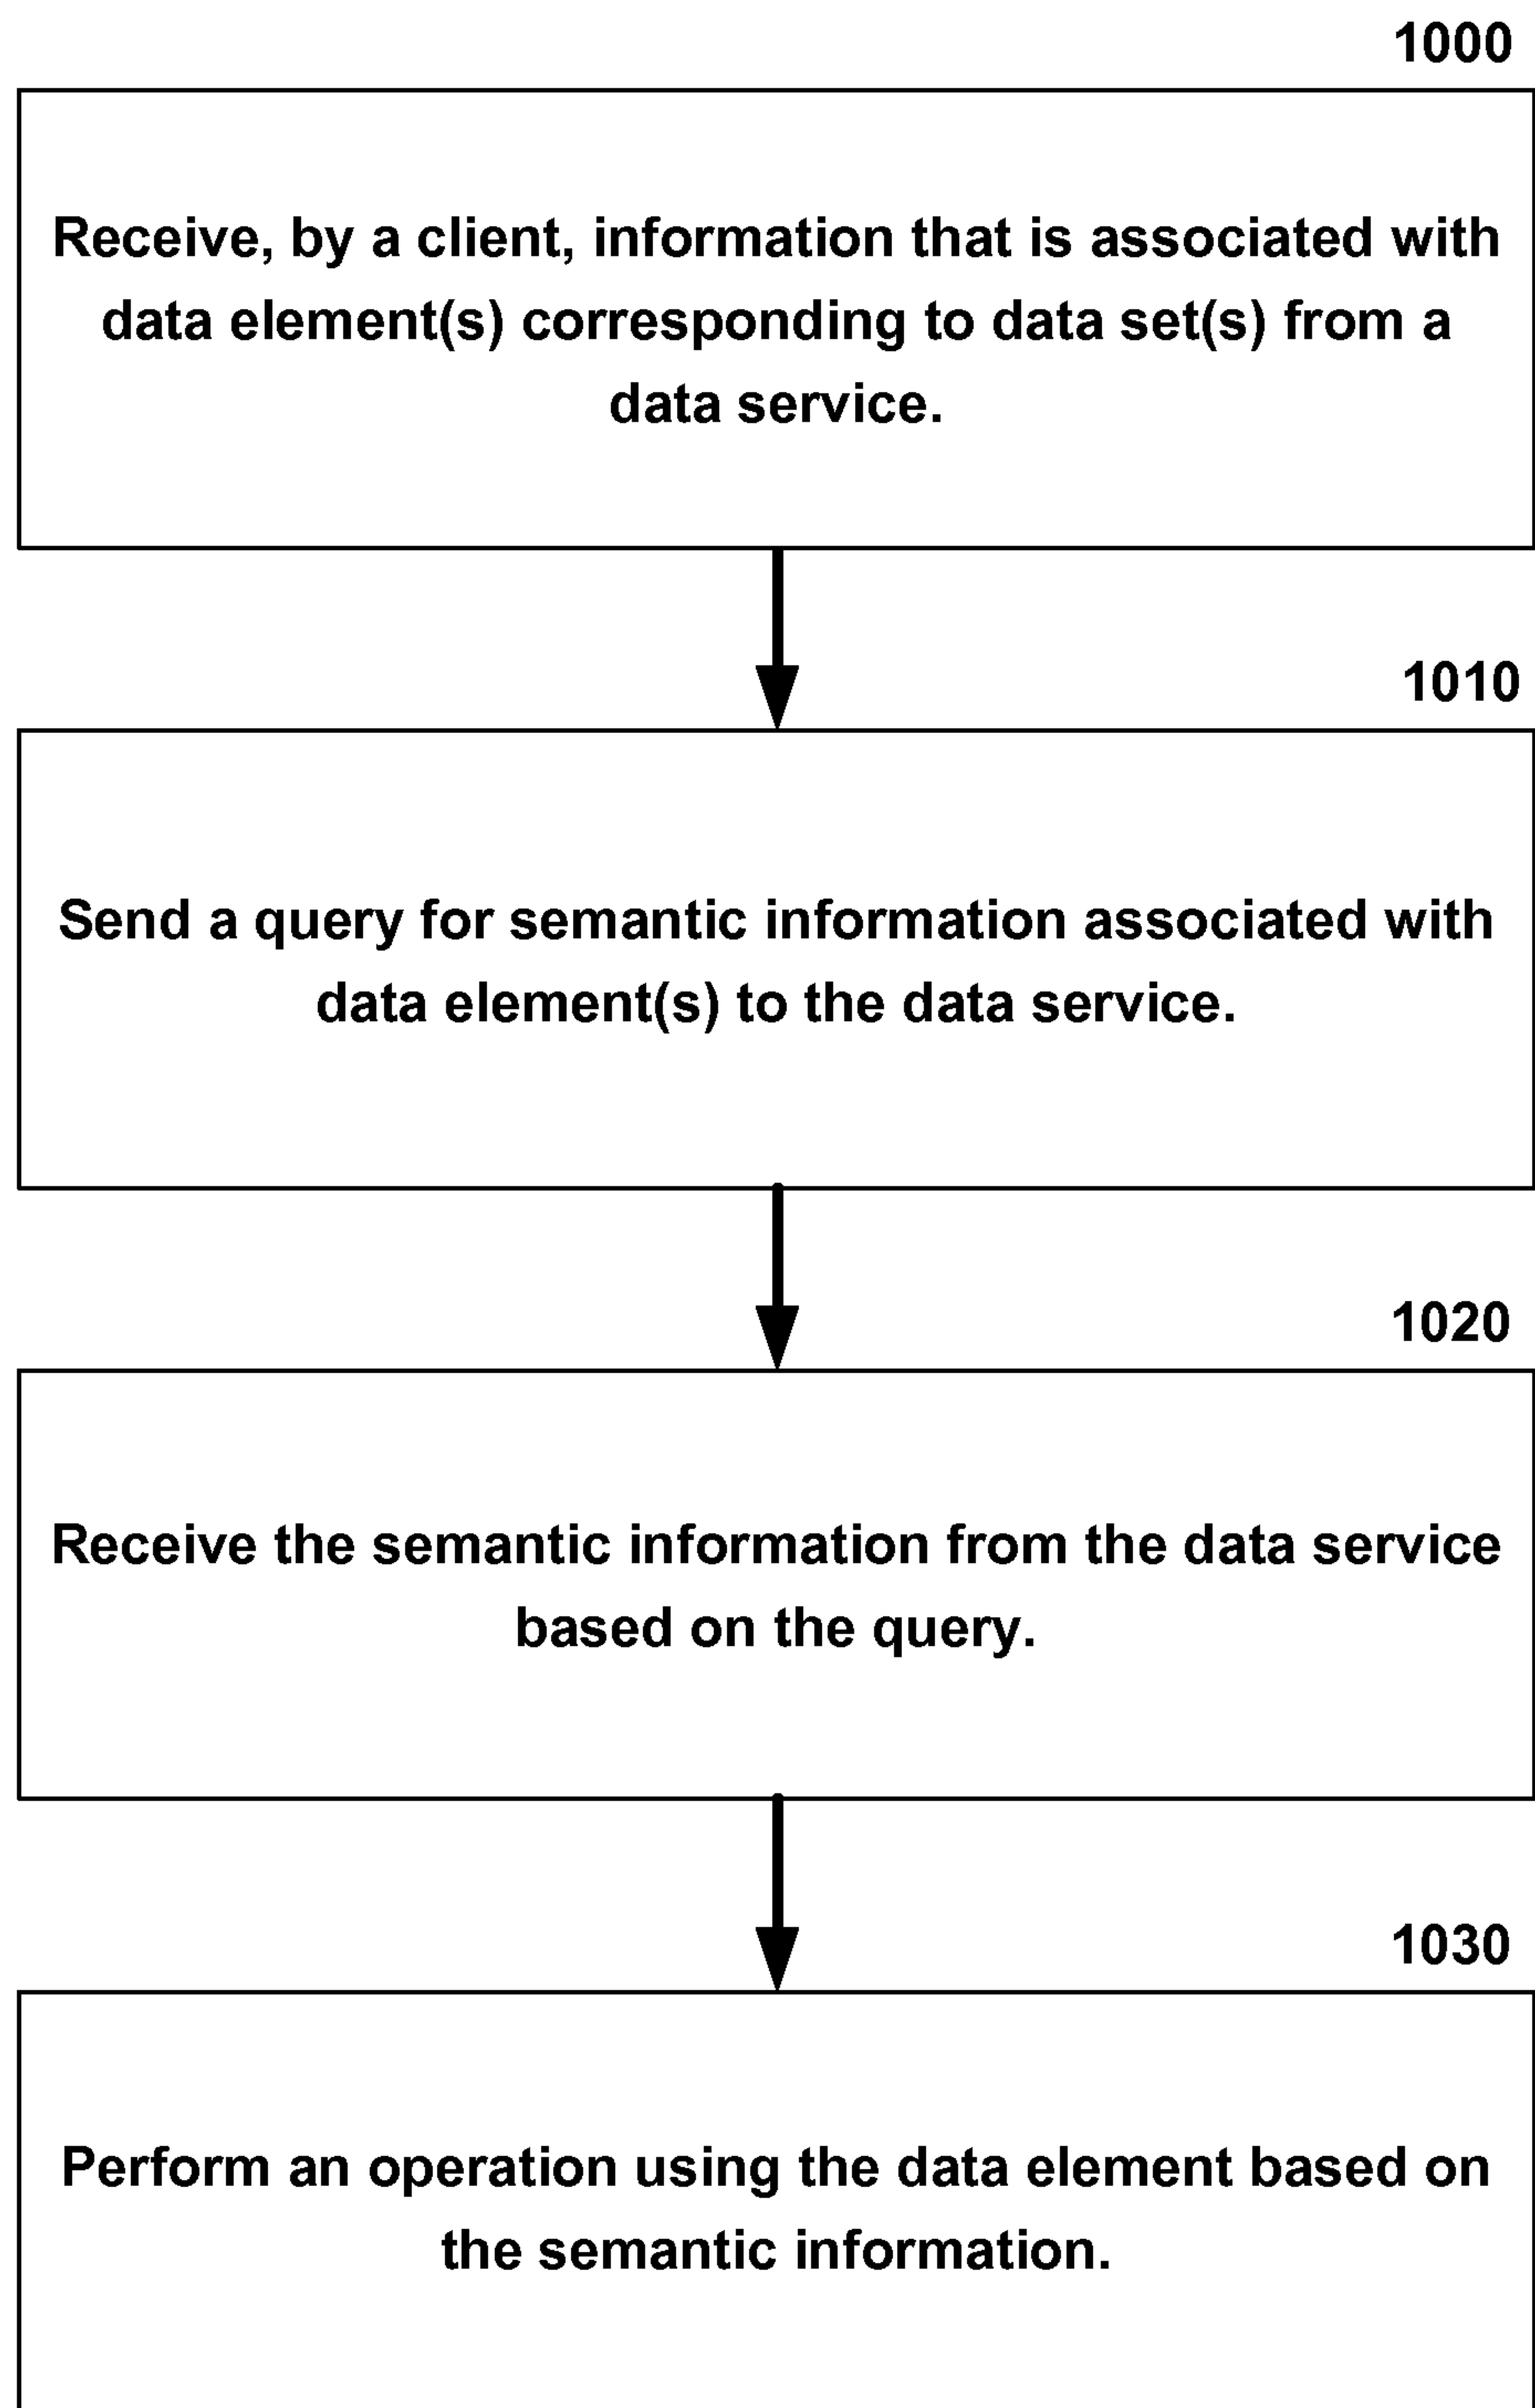 1000
Receive, by a client, information that is associated with
data element(s) corresponding to data set(s) from a
data service.
1010
Send a query for semantic information associated with
data element(s) to the data service.
1020
Receive the semantic information from the data service
based on the query.
1030
Perform an operation using the data element based on
the semantic information.